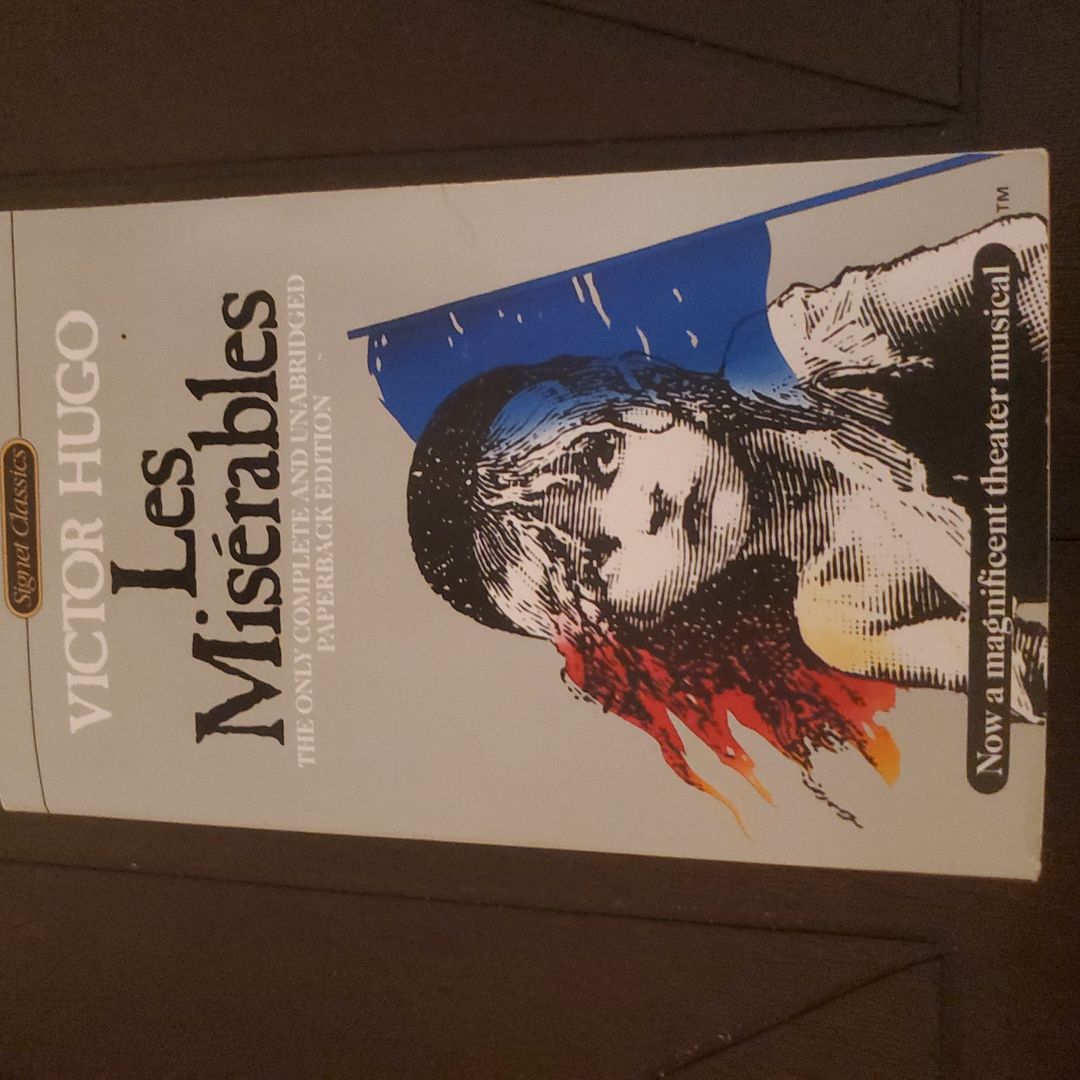 Signet Classics
VICTOR HUGO
Les
Misérables
THE ONLY COMPLETE AND UNABRIDGED
PAPERBACK EDITION
TM
Now a magnificent theater musical